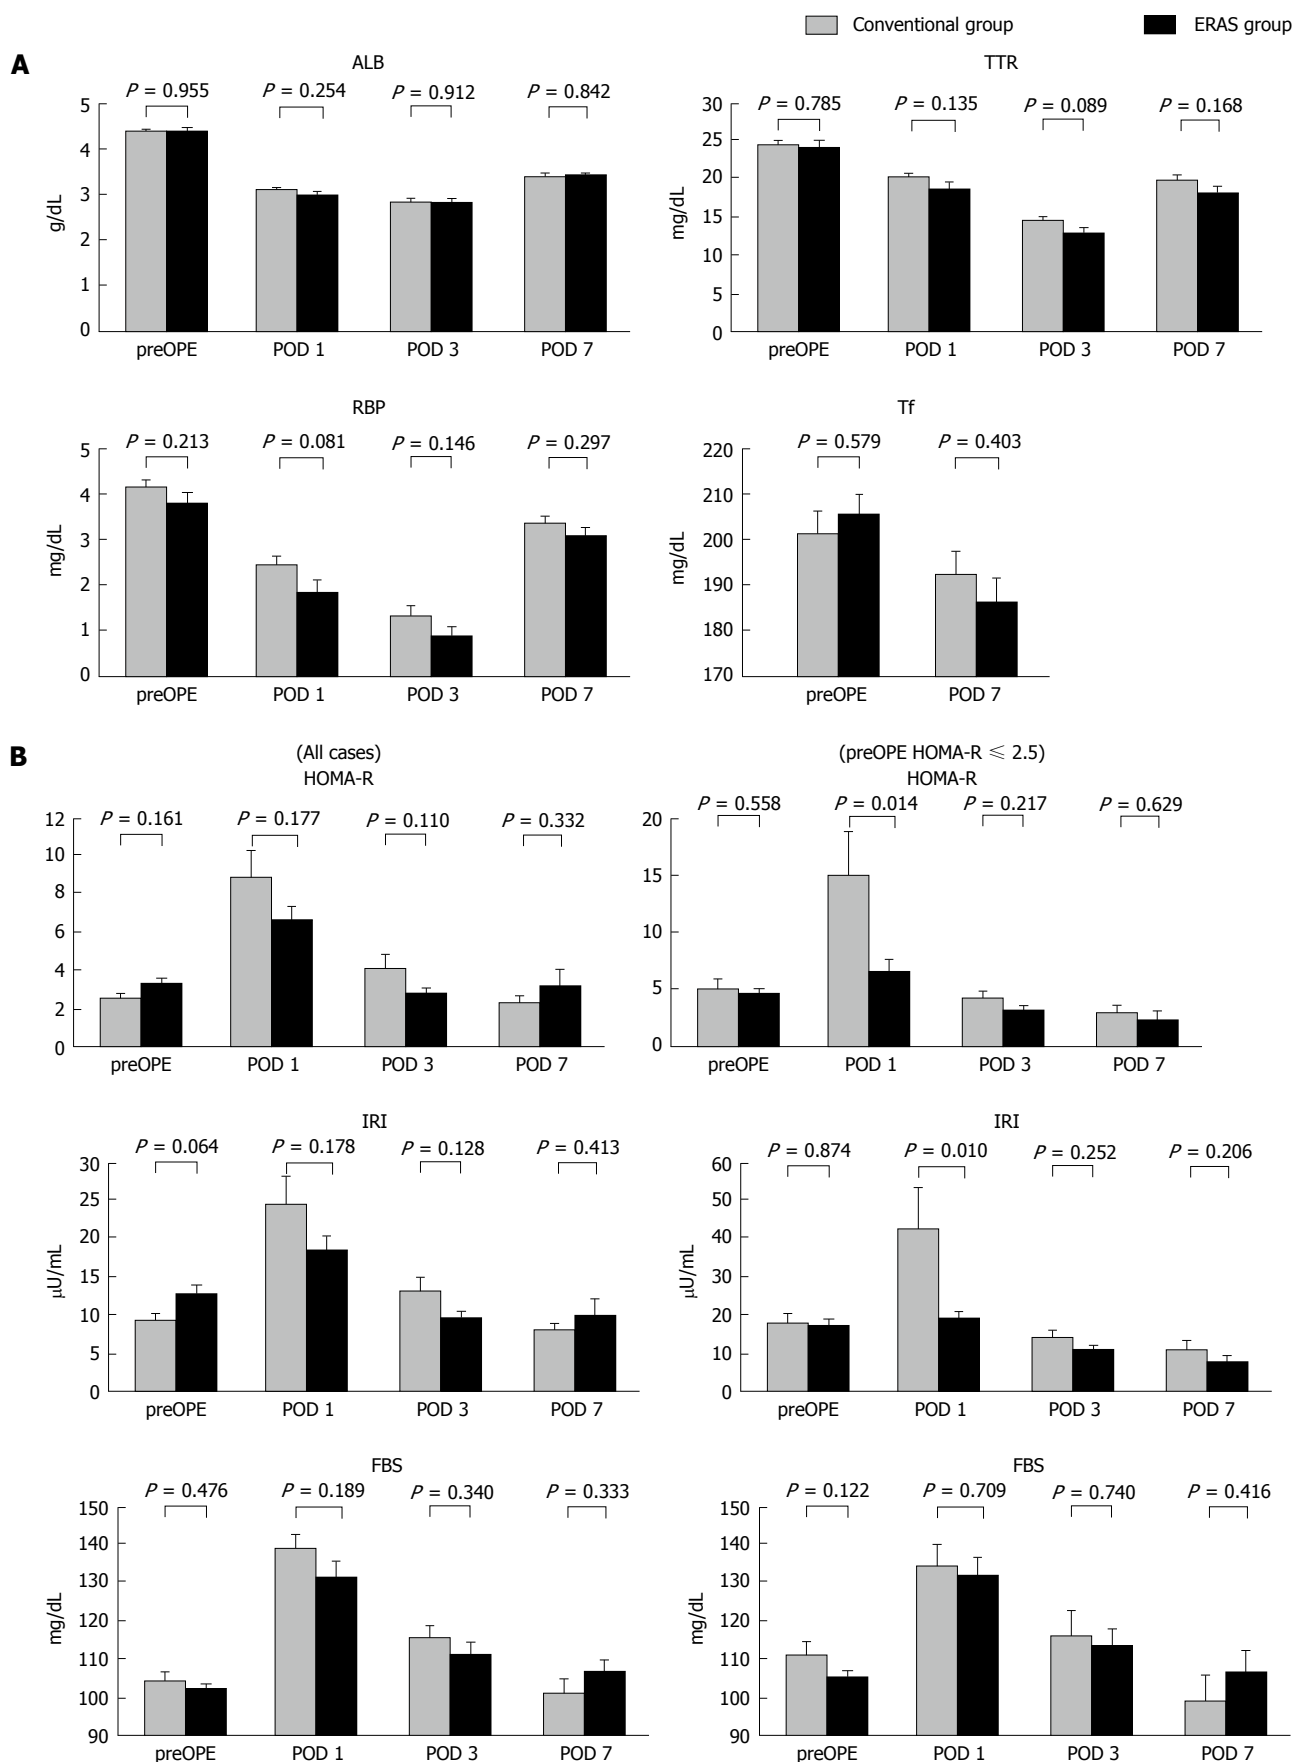 Conventional group ERAS group
A
ALB
P = 0.955 P = 0.254 P = 0.912 P = 0.842
5
4
3
2
1
0
g/dL
preOPE POD 1 POD 3 POD 7
TTR
P = 0.785 P = 0.135 P = 0.089 P = 0.168
30
25
20
15
10
5
0
mg/dL
preOPE POD 1 POD 3 POD 7
RBP
P = 0.213 P = 0.081 P = 0.146 P = 0.297
5
4
3
2
1
0
mg/dL
preOPE POD 1 POD 3 POD 7
Tf
P = 0.579 P = 0.403
220
210
200
190
180
170
mg/dL
preOPE POD 7
B
(All cases)
HOMA-R
P = 0.161 P = 0.177 P = 0.110 P = 0.332
12
10
8
6
4
2
0
preOPE POD 1 POD 3 POD 7
(preOPE HOMA-R ≤ 2.5)
HOMA-R
P = 0.558 P = 0.014 P = 0.217 P = 0.629
20
15
10
5
0
preOPE POD 1 POD 3 POD 7
IRI
P = 0.064 P = 0.178 P = 0.128 P = 0.413
30
25
20
15
10
5
0
μU/mL
preOPE POD 1 POD 3 POD 7
IRI
P = 0.874 P = 0.010 P = 0.252 P = 0.206
60
50
40
30
20
10
0
μU/mL
preOPE POD 1 POD 3 POD 7
FBS
P = 0.476 P = 0.189 P = 0.340 P = 0.333
150
140
130
120
110
100
90
mg/dL
preOPE POD 1 POD 3 POD 7
FBS
P = 0.122 P = 0.709 P = 0.740 P = 0.416
150
140
130
120
110
100
90
mg/dL
preOPE POD 1 POD 3 POD 7